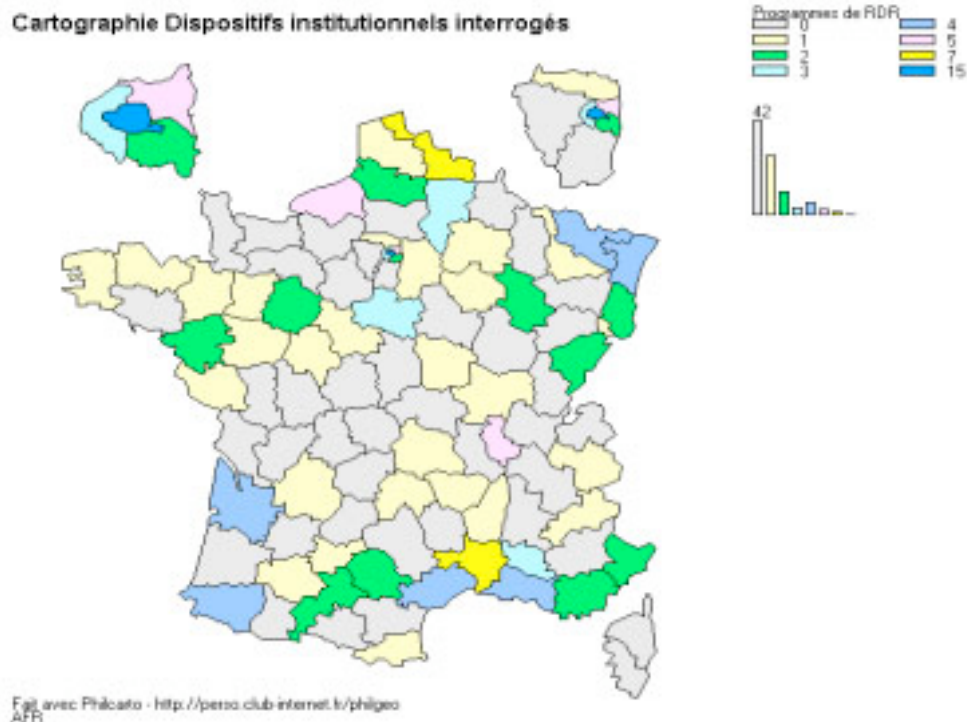 Cartographie Dispositifs institutionnels interrogés
Programmes de RDR
0
1
2
3
4
5
7
15
42
Fait avec Philcarto - http://perso.club-internet.fr/philgeo
AFR